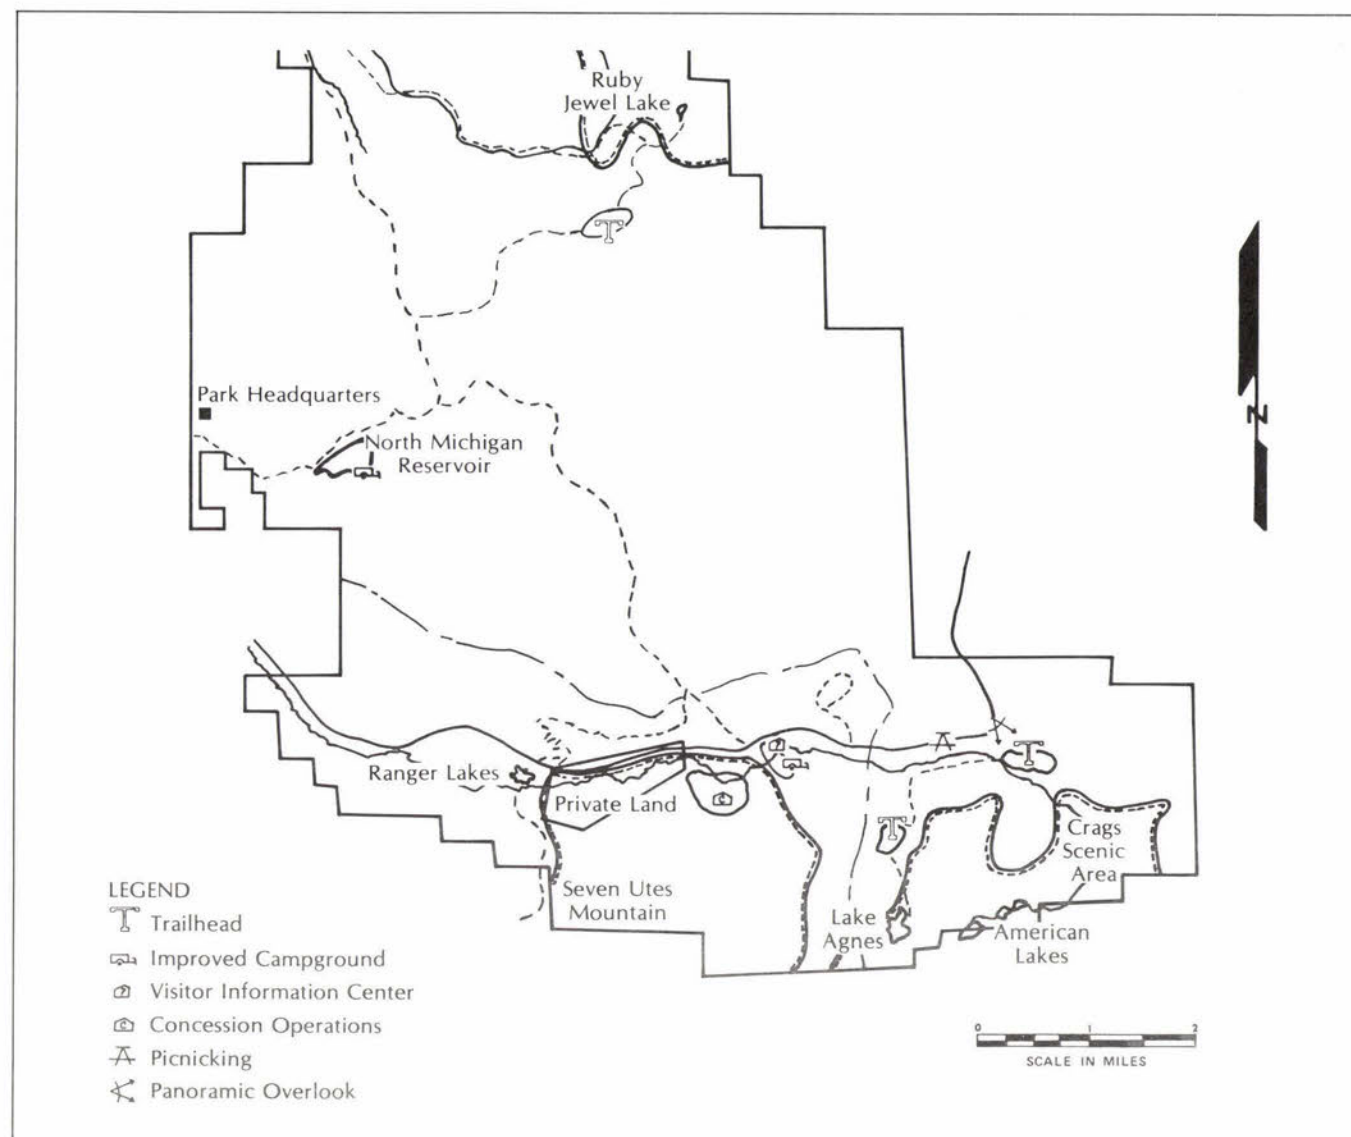 Ruby
Jewel Lake
Park Headquarters
North Michigan
Reservoir
N
Ranger Lakes
Private Land
Crags
Scenic
Area
Seven Utes
Mountain
Lake
Agnes
American
Lakes
LEGEND
Trailhead
Improved Campground
? Visitor Information Center
C Concession Operations
Picnicking
Panoramic Overlook
0 1 2
SCALE IN MILES